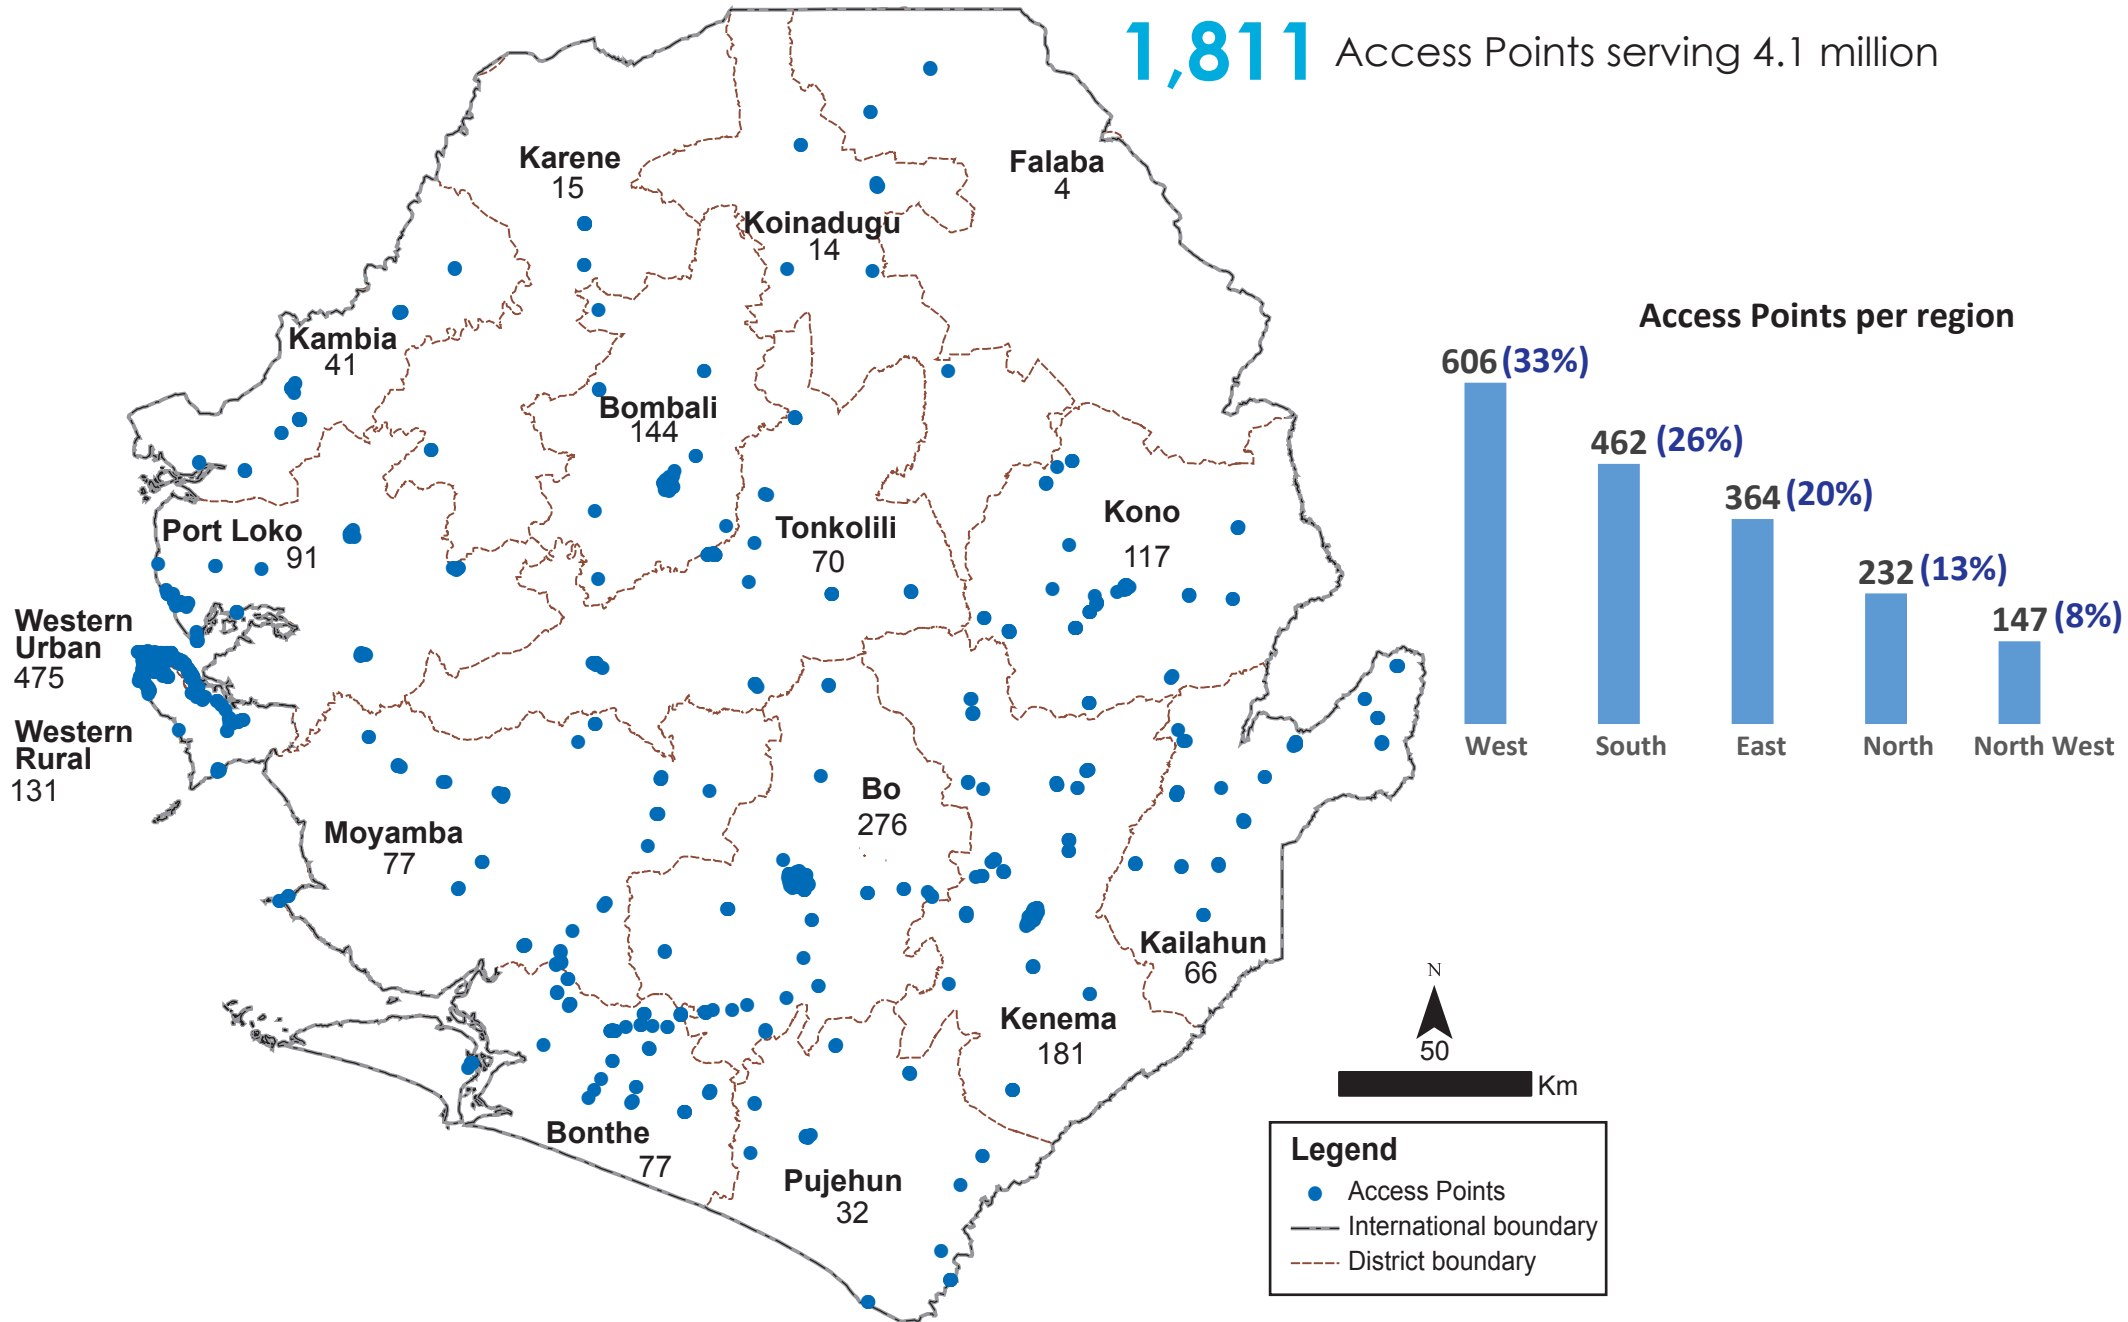 1,811 Access Points serving 4.1 million
Karene
15
Falaba
4
Koinadugu
14
Kambia
41
Bombali
144
Port Loko
91
Tonkolili
70
Kono
117
Western
Urban
475
Western
Rural
131
Moyamba
77
Bo
276
Kailahun
66
Kenema
181
Bonthe
77
Pujehun
32
Access Points per region
606 (33%)
462 (26%)
364 (20%)
232 (13%)
147 (8%)
West South East North North West
N
50
Km
Legend
Access Points
International boundary
District boundary